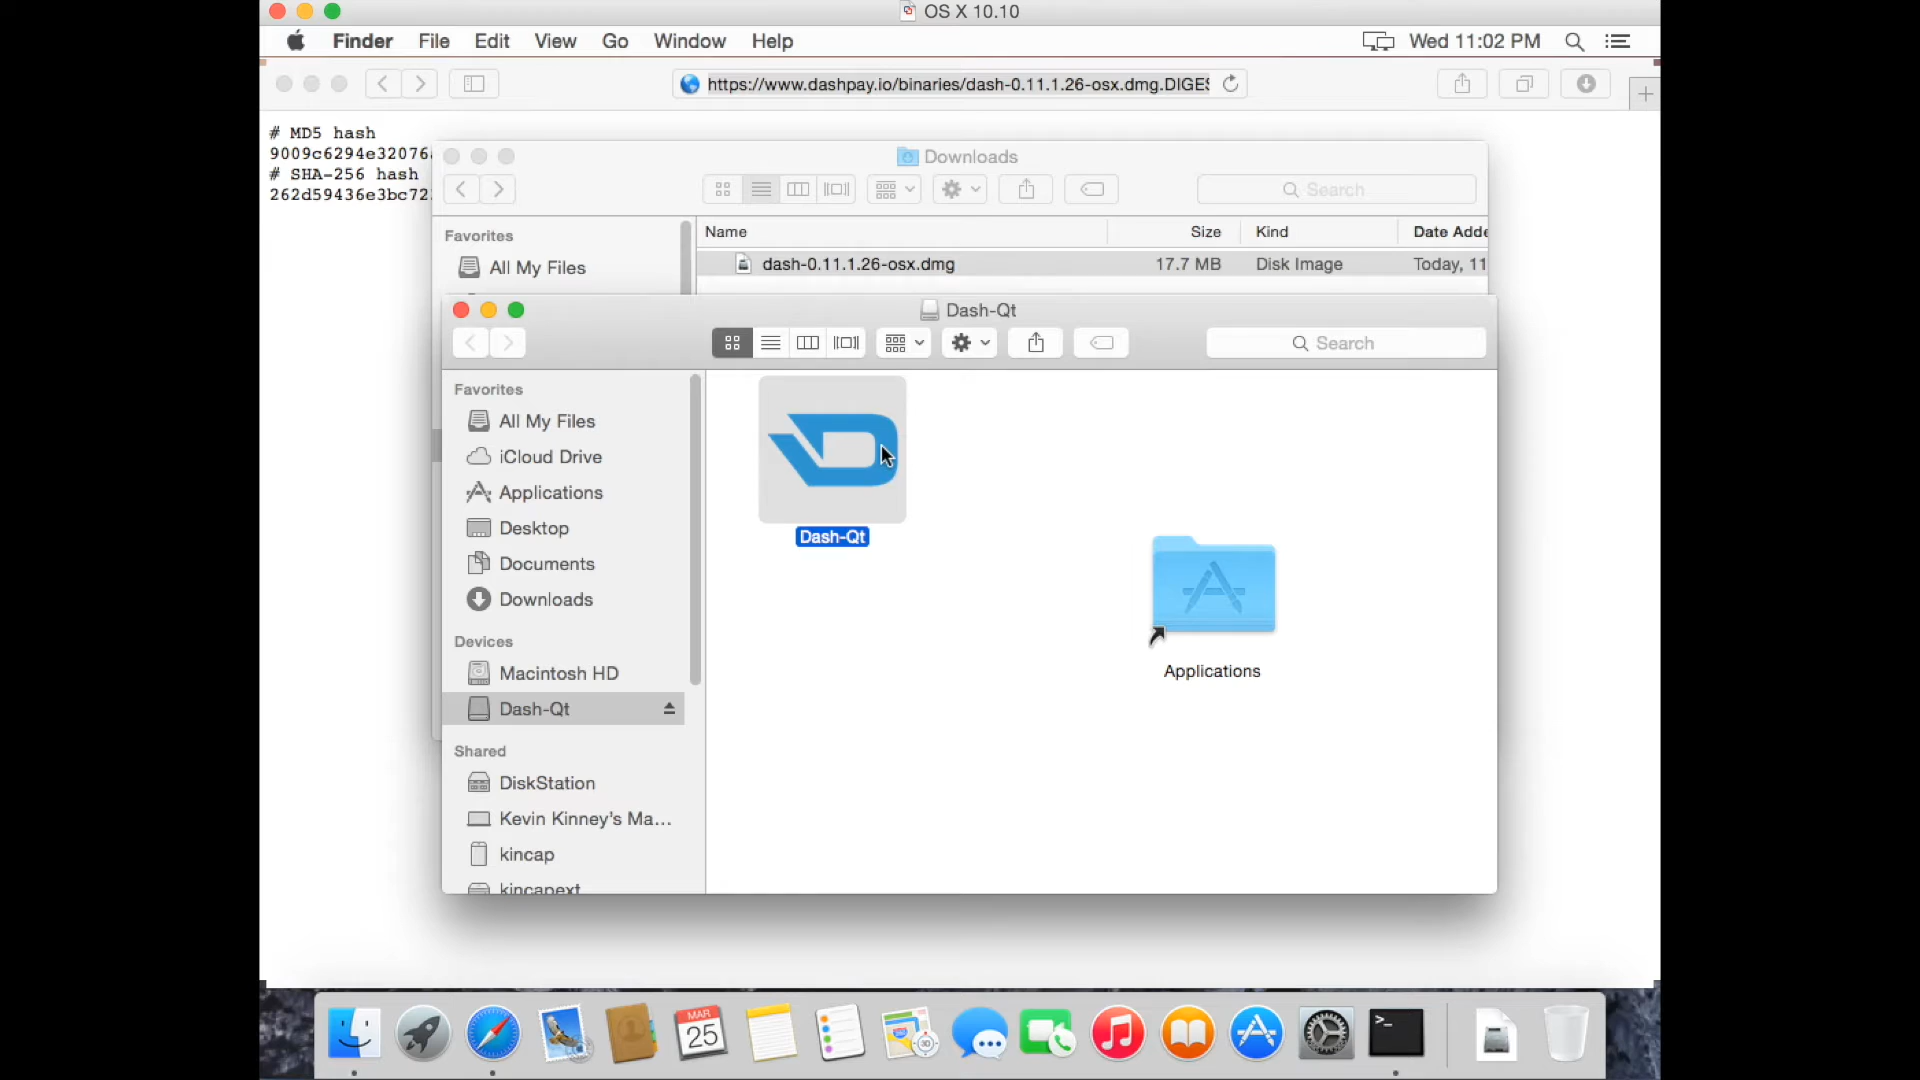 OS X 10.10
Finder File Edit View Go Window Help Wed 11:02 PM
https://www.dashpay.io/binaries/dash-0.11.1.26-osx.dmg.DIGES
# MD5 hash
9009c6294e32076
# SHA-256 hash
262d59436e3bc72
Downloads
Search
Favorites
All My Files
Name Size Kind Date Adde
dash-0.11.1.26-osx.dmg 17.7 MB Disk Image Today, 11
Dash-Qt
Search
Favorites
All My Files
iCloud Drive
Applications
Desktop
Documents
Downloads
Devices
Macintosh HD
Dash-Qt
Shared
DiskStation
Kevin Kinney’s Ma...
kincap
kincapext
Dash-Qt
Applications
MAR
25
3D
>_